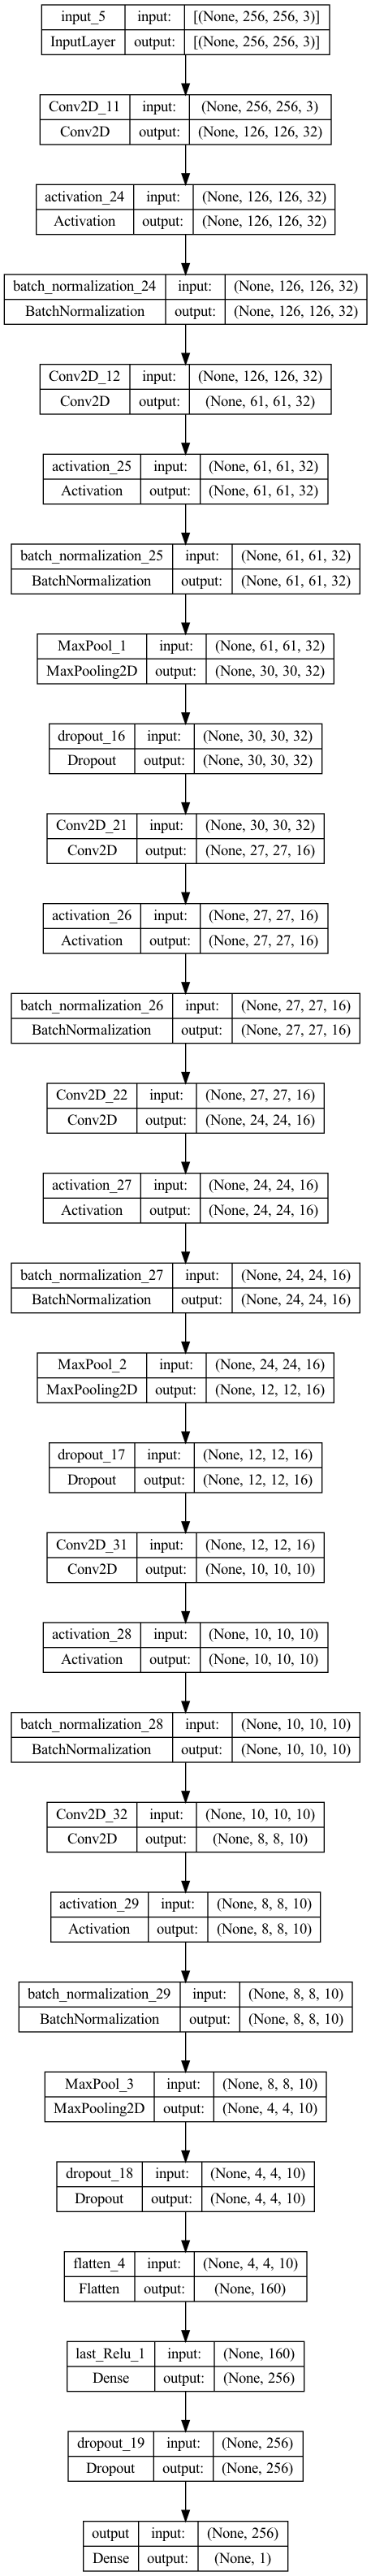 input_5 input: [(None, 256, 256, 3)]
InputLayer output: [(None, 256, 256, 3)]
Conv2D_11 input: (None, 256, 256, 3)
Conv2D output: (None, 126, 126, 32)
activation_24 input: (None, 126, 126, 32)
Activation output: (None, 126, 126, 32)
batch_normalization_24 input: (None, 126, 126, 32)
BatchNormalization output: (None, 126, 126, 32)
Conv2D_12 input: (None, 126, 126, 32)
Conv2D output: (None, 61, 61, 32)
activation_25 input: (None, 61, 61, 32)
Activation output: (None, 61, 61, 32)
batch_normalization_25 input: (None, 61, 61, 32)
BatchNormalization output: (None, 61, 61, 32)
MaxPool_1 input: (None, 61, 61, 32)
MaxPooling2D output: (None, 30, 30, 32)
dropout_16 input: (None, 30, 30, 32)
Dropout output: (None, 30, 30, 32)
Conv2D_21 input: (None, 30, 30, 32)
Conv2D output: (None, 27, 27, 16)
activation_26 input: (None, 27, 27, 16)
Activation output: (None, 27, 27, 16)
batch_normalization_26 input: (None, 27, 27, 16)
BatchNormalization output: (None, 27, 27, 16)
Conv2D_22 input: (None, 27, 27, 16)
Conv2D output: (None, 24, 24, 16)
activation_27 input: (None, 24, 24, 16)
Activation output: (None, 24, 24, 16)
batch_normalization_27 input: (None, 24, 24, 16)
BatchNormalization output: (None, 24, 24, 16)
MaxPool_2 input: (None, 24, 24, 16)
MaxPooling2D output: (None, 12, 12, 16)
dropout_17 input: (None, 12, 12, 16)
Dropout output: (None, 12, 12, 16)
Conv2D_31 input: (None, 12, 12, 16)
Conv2D output: (None, 10, 10, 10)
activation_28 input: (None, 10, 10, 10)
Activation output: (None, 10, 10, 10)
batch_normalization_28 input: (None, 10, 10, 10)
BatchNormalization output: (None, 10, 10, 10)
Conv2D_32 input: (None, 10, 10, 10)
Conv2D output: (None, 8, 8, 10)
activation_29 input: (None, 8, 8, 10)
Activation output: (None, 8, 8, 10)
batch_normalization_29 input: (None, 8, 8, 10)
BatchNormalization output: (None, 8, 8, 10)
MaxPool_3 input: (None, 8, 8, 10)
MaxPooling2D output: (None, 4, 4, 10)
dropout_18 input: (None, 4, 4, 10)
Dropout output: (None, 4, 4, 10)
flatten_4 input: (None, 4, 4, 10)
Flatten output: (None, 160)
last_Relu_1 input: (None, 160)
Dense output: (None, 256)
dropout_19 input: (None, 256)
Dropout output: (None, 256)
output input: (None, 256)
Dense output: (None, 1)